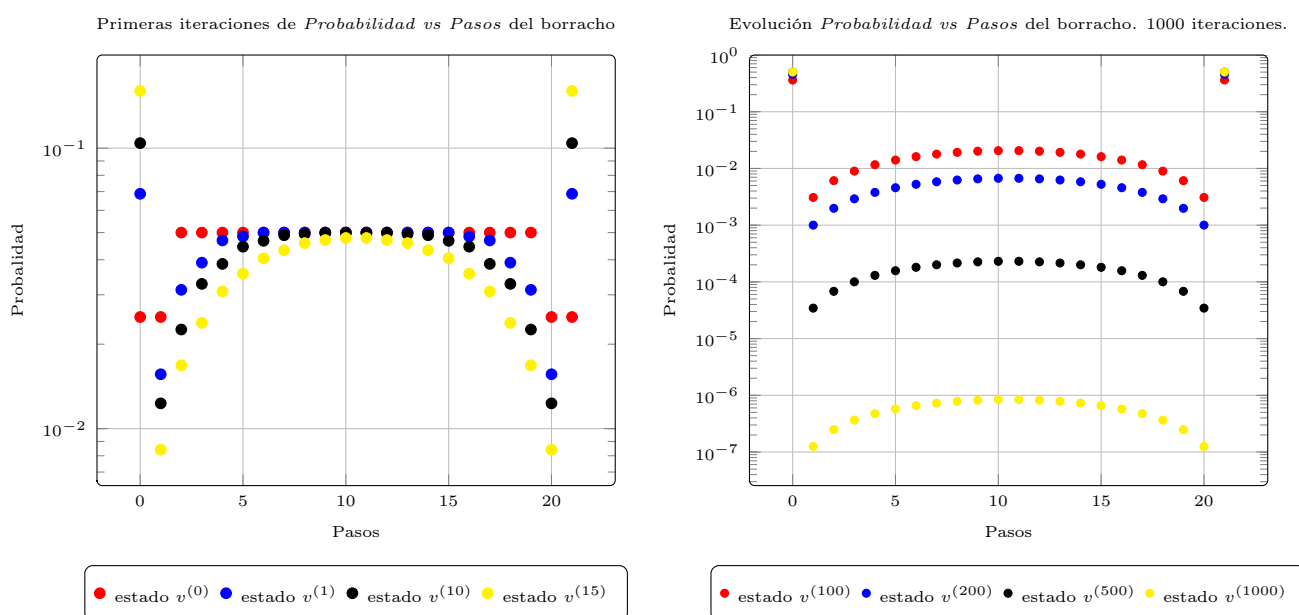 Primeras iteraciones de Probabilidad vs Pasos del borracho
10^{-1}
10^{-2}
Probalidad
0 5 10 15 20
Pasos
estado v^{(0)} estado v^{(1)} estado v^{(10)} estado v^{(15)}
Evolución Probabilidad vs Pasos del borracho. 1000 iteraciones.
10^{0}
10^{-1}
10^{-2}
10^{-3}
10^{-4}
10^{-5}
10^{-6}
10^{-7}
Probalidad
0 5 10 15 20
Pasos
estado v^{(100)} estado v^{(200)} estado v^{(500)} estado v^{(1000)}